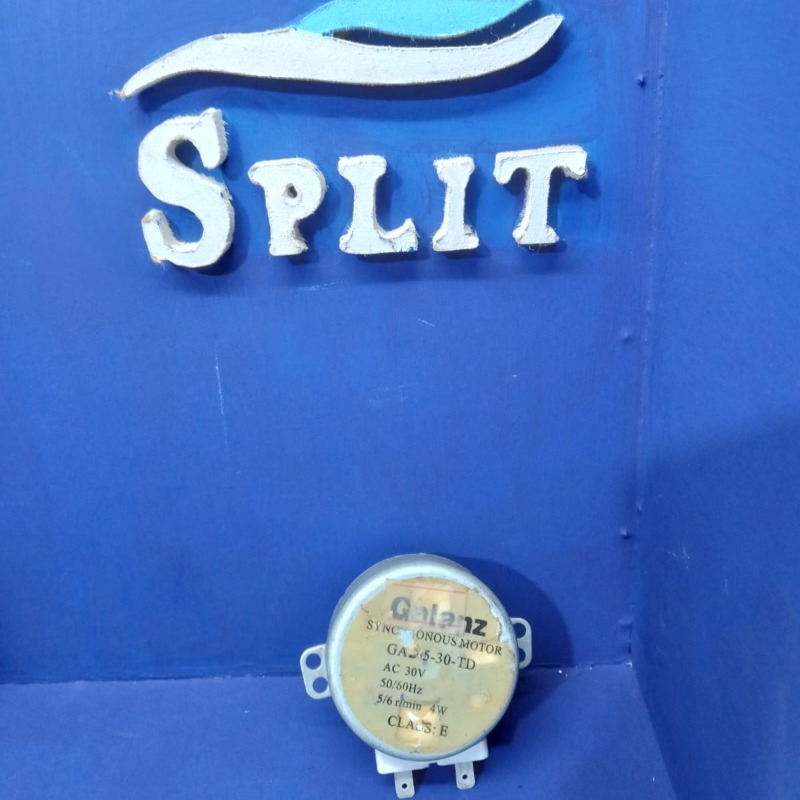 SPLIT
Galanz
MOTOR
AC 30V
50/60Hz
5/6 r/min 4W
CLASS: E